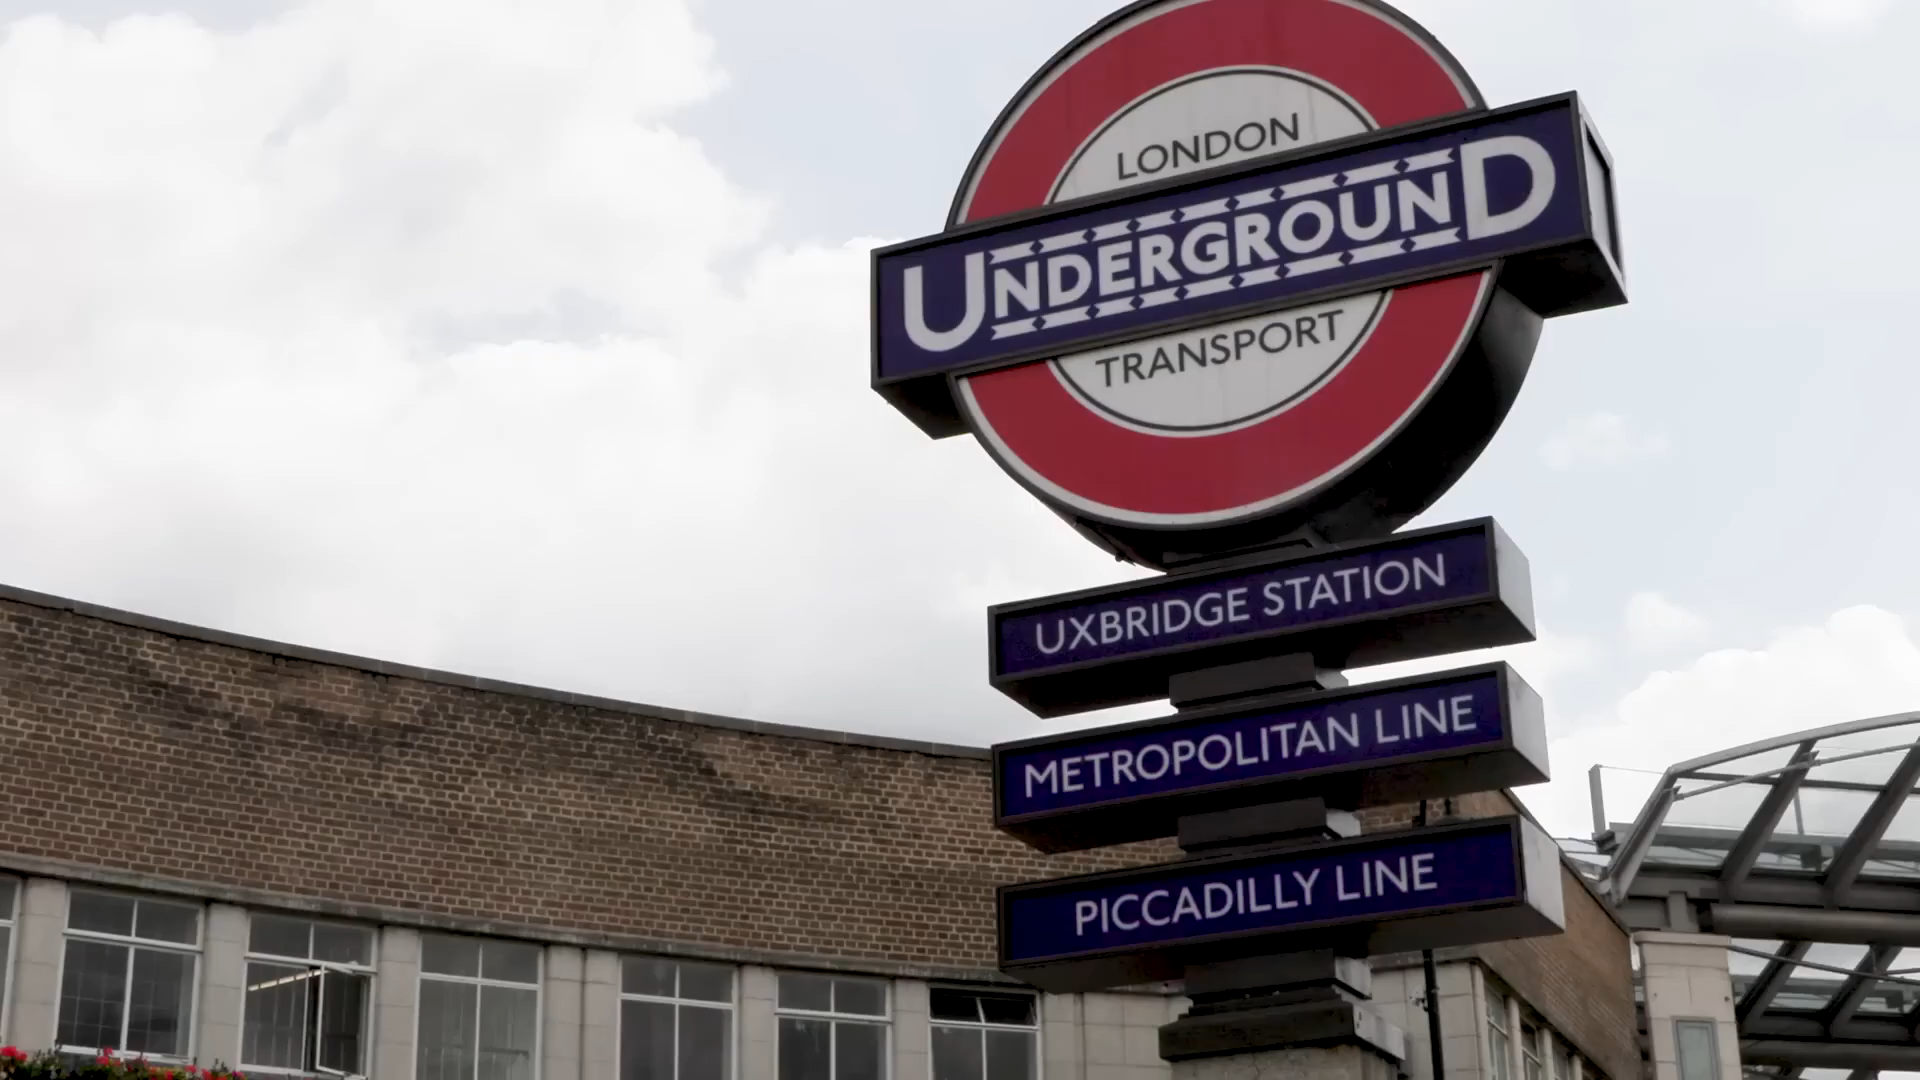 LONDON
UNDERGROUND
TRANSPORT
UXBRIDGE STATION
METROPOLITAN LINE
PICCADILLY LINE